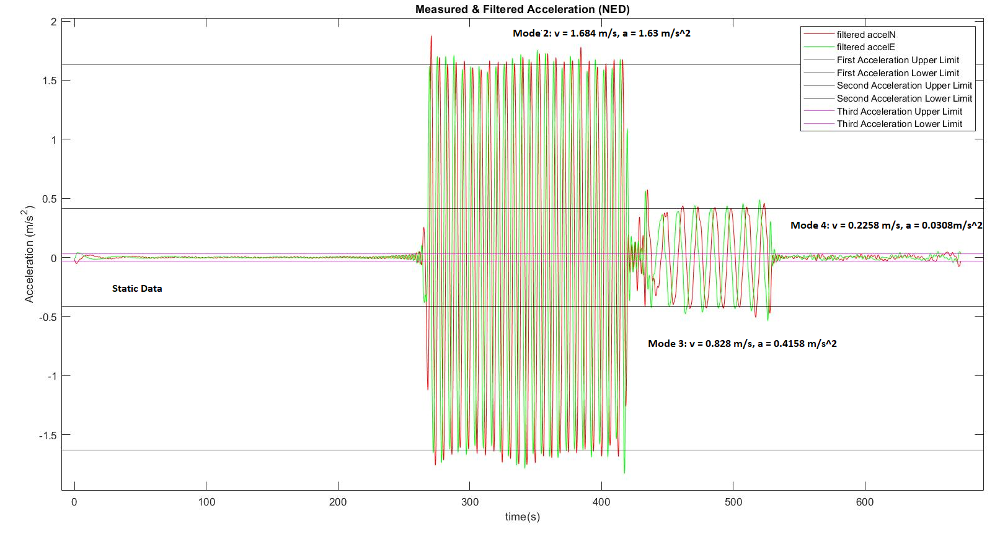 Measured & Filtered Acceleration (NED)
Mode 2: v = 1.684 m/s, a = 1.63 m/s^2
filtered accelN
filtered accelE
First Acceleration Upper Limit
First Acceleration Lower Limit
Second Acceleration Upper Limit
Second Acceleration Lower Limit
Third Acceleration Upper Limit
Third Acceleration Lower Limit
2
1.5
1
0.5
0
-0.5
-1
-1.5
Acceleration (m/s^2)
Mode 4: v = 0.2258 m/s, a = 0.0308m/s^2
Static Data
Mode 3: v = 0.828 m/s, a = 0.4158 m/s^2
0 100 200 300 400 500 600
time(s)